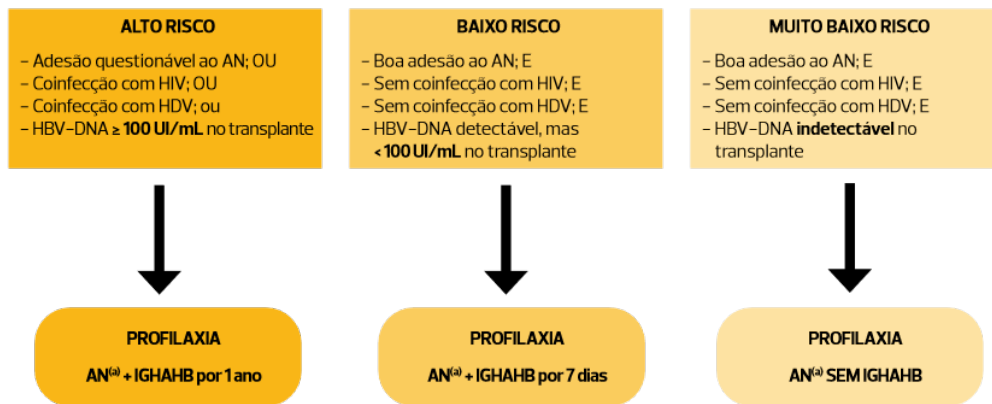 ALTO RISCO
– Adesão questionável ao AN; OU
– Coinfecção com HIV; OU
– Coinfecção com HDV; ou
– HBV-DNA ≥ 100 UI/mL no transplante
BAIXO RISCO
– Boa adesão ao AN; E
– Sem coinfecção com HIV; E
– Sem coinfecção com HDV; E
– HBV-DNA detectável, mas
< 100 UI/mL no transplante
MUITO BAIXO RISCO
– Boa adesão ao AN; E
– Sem coinfecção com HIV; E
– Sem coinfecção com HDV; E
– HBV-DNA indetectável no
transplante
PROFILAXIA
AN(a) + IGHAHB por 1 ano
PROFILAXIA
AN(a) + IGHAHB por 7 dias
PROFILAXIA
AN(a) SEM IGHAHB